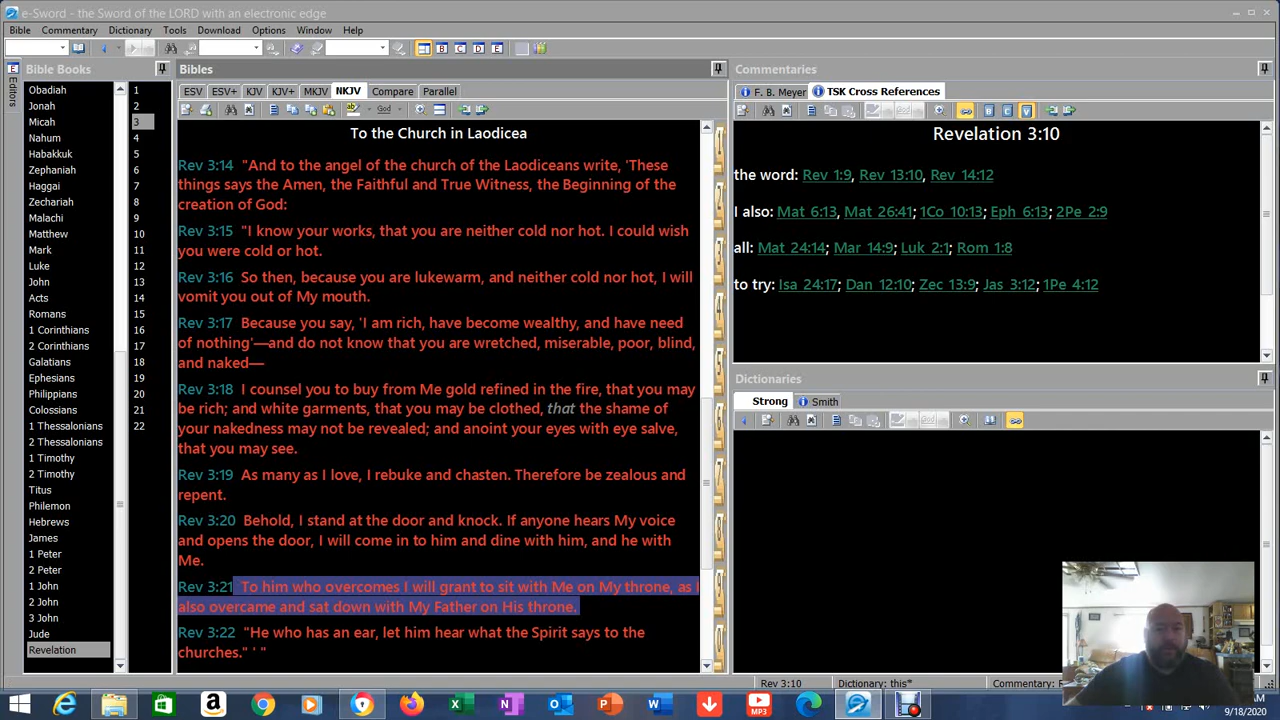 e-Sword - the Sword of the LORD with an electronic edge
Bible Commentary Dictionary Tools Download Options Window Help
B C D E
Editors
Bible Books
Obadiah
Jonah
Micah
Nahum
Habakkuk
Zephaniah
Haggai
Zechariah
Malachi
Matthew
Mark
Luke
John
Acts
Romans
1 Corinthians
2 Corinthians
Galatians
Ephesians
Philippians
Colossians
1 Thessalonians
2 Thessalonians
1 Timothy
2 Timothy
Titus
Philemon
Hebrews
James
1 Peter
2 Peter
1 John
2 John
3 John
Jude
Revelation
1
2
3
4
5
6
7
8
9
10
11
12
13
14
15
16
17
18
19
20
21
22
Bibles
ESV ESV+ KJV KJV+ MKJV NKJV Compare Parallel
God
To the Church in Laodicea
Rev 3:14 "And to the angel of the church of the Laodiceans write, 'These
things says the Amen, the Faithful and True Witness, the Beginning of the
creation of God:
Rev 3:15 "I know your works, that you are neither cold nor hot. I could wish
you were cold or hot.
Rev 3:16 So then, because you are lukewarm, and neither cold nor hot, I will
vomit you out of My mouth.
Rev 3:17 Because you say, 'I am rich, have become wealthy, and have need
of nothing'—and do not know that you are wretched, miserable, poor, blind,
and naked—
Rev 3:18 I counsel you to buy from Me gold refined in the fire, that you may
be rich; and white garments, that you may be clothed, that the shame of
your nakedness may not be revealed; and anoint your eyes with eye salve,
that you may see.
Rev 3:19 As many as I love, I rebuke and chasten. Therefore be zealous and
repent.
Rev 3:20 Behold, I stand at the door and knock. If anyone hears My voice
and opens the door, I will come in to him and dine with him, and he with
Me.
Rev 3:21 To him who overcomes I will grant to sit with Me on My throne, as I
also overcame and sat down with My Father on His throne.
Rev 3:22 "He who has an ear, let him hear what the Spirit says to the
churches." ' "
Commentaries
F. B. Meyer TSK Cross References
God B C V
Revelation 3:10
the word: Rev 1:9, Rev 13:10, Rev 14:12
I also: Mat 6:13, Mat 26:41; 1Co 10:13; Eph 6:13; 2Pe 2:9
all: Mat 24:14; Mar 14:9; Luk 2:1; Rom 1:8
to try: Isa 24:17; Dan 12:10; Zec 13:9; Jas 3:12; 1Pe 4:12
Dictionaries
Strong Smith
God
Rev 3:10 Dictionary: this* Commentary: R
MP3
AM
9/18/2020